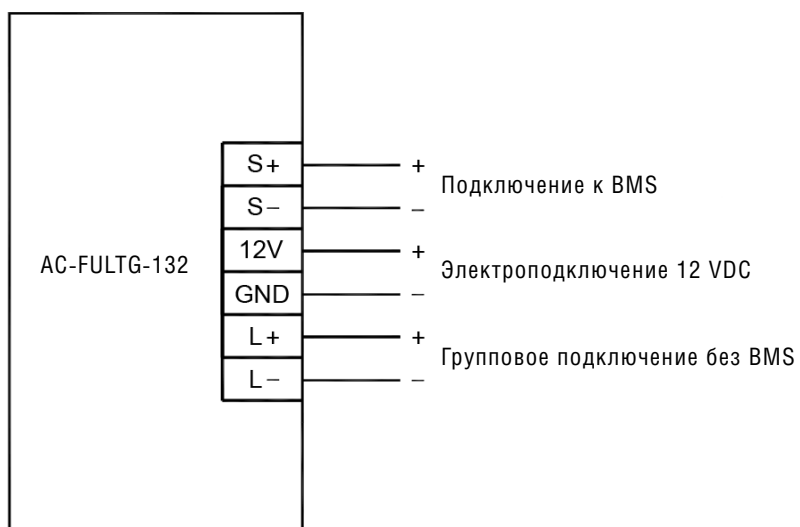 S+ +
Подключение к BMS
S– –
12V +
AC-FULTG-132
Электроподключение 12 VDC
GND –
L+ +
Групповое подключение без BMS
L– –